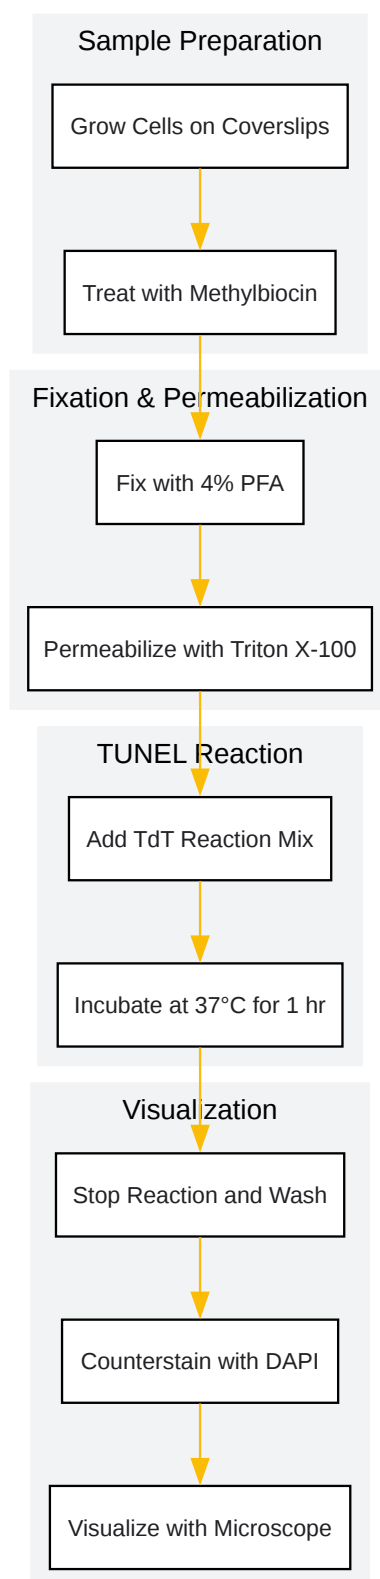 Sample Preparation
Grow Cells on Coverslips
Treat with Methylbiocin
Fixation & Permeabilization
Fix with 4% PFA
Permeabilize with Triton X-100
TUNEL Reaction
Add TdT Reaction Mix
Incubate at 37°C for 1 hr
Visualization
Stop Reaction and Wash
Counterstain with DAPI
Visualize with Microscope